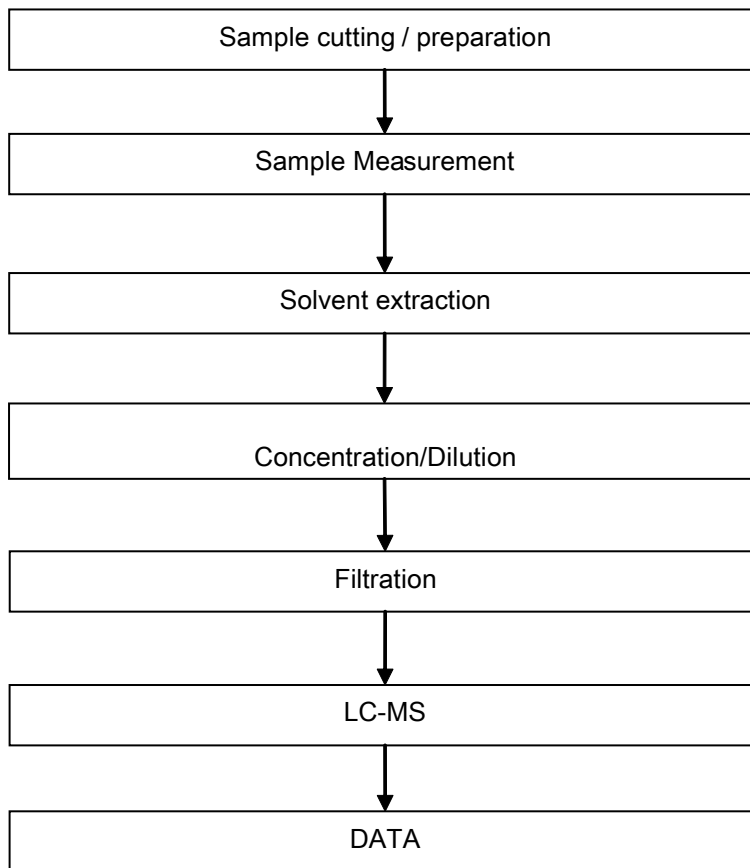 Sample cutting / preparation
Sample Measurement
Solvent extraction
Concentration/Dilution
Filtration
LC-MS
DATA